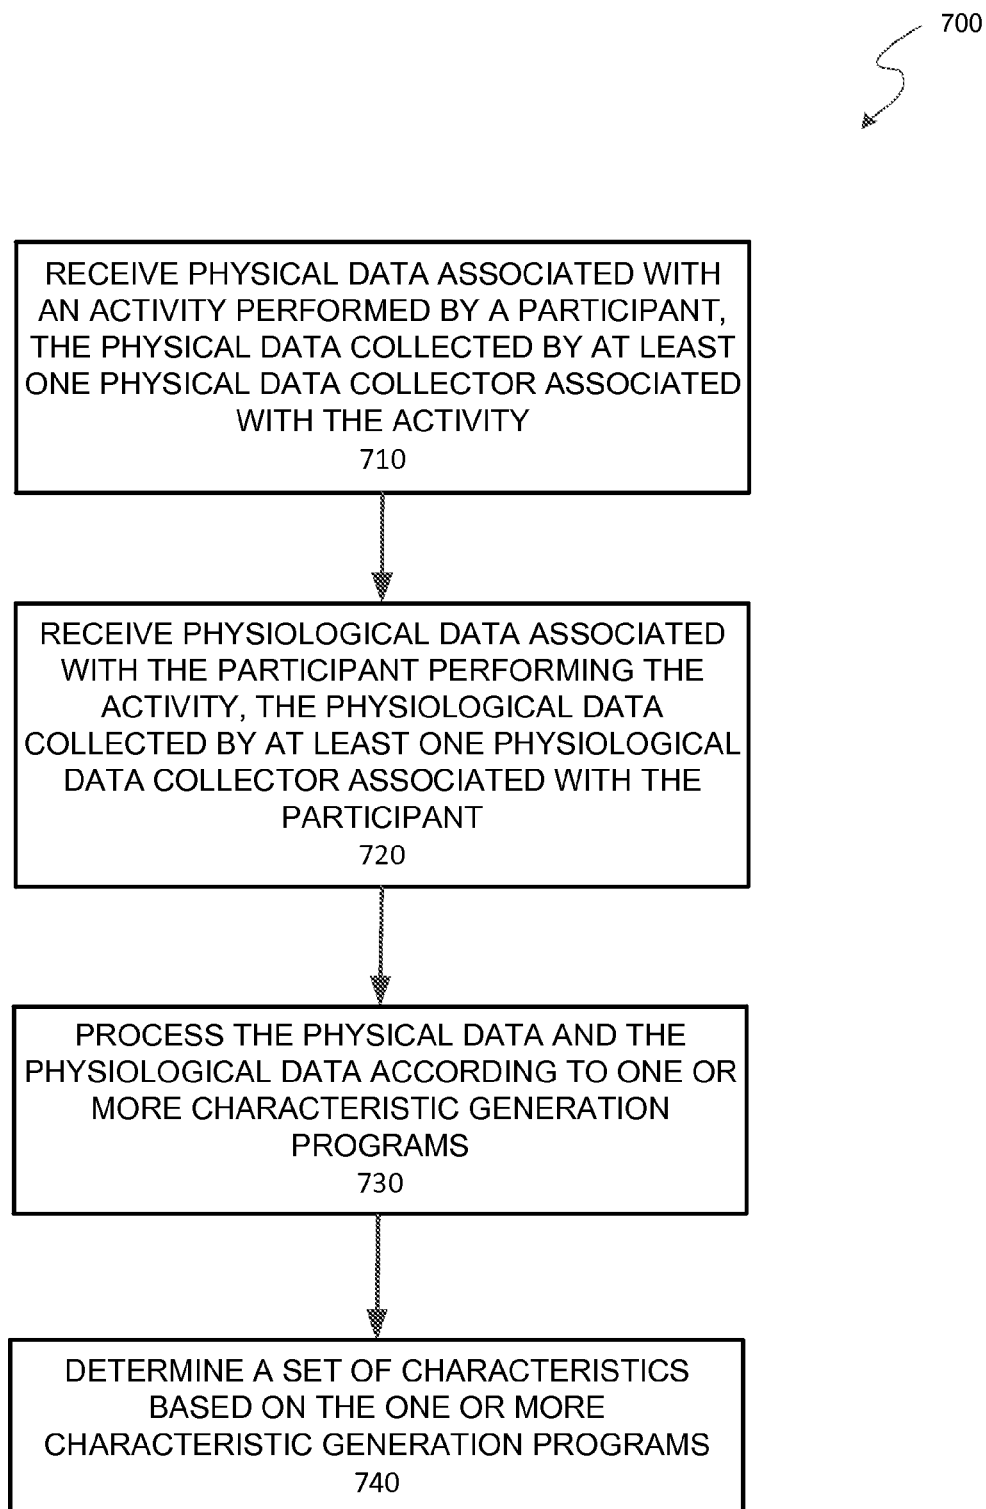 700
RECEIVE PHYSICAL DATA ASSOCIATED WITH
AN ACTIVITY PERFORMED BY A PARTICIPANT,
THE PHYSICAL DATA COLLECTED BY AT LEAST
ONE PHYSICAL DATA COLLECTOR ASSOCIATED
WITH THE ACTIVITY
710
RECEIVE PHYSIOLOGICAL DATA ASSOCIATED
WITH THE PARTICIPANT PERFORMING THE
ACTIVITY, THE PHYSIOLOGICAL DATA
COLLECTED BY AT LEAST ONE PHYSIOLOGICAL
DATA COLLECTOR ASSOCIATED WITH THE
PARTICIPANT
720
PROCESS THE PHYSICAL DATA AND THE
PHYSIOLOGICAL DATA ACCORDING TO ONE OR
MORE CHARACTERISTIC GENERATION
PROGRAMS
730
DETERMINE A SET OF CHARACTERISTICS
BASED ON THE ONE OR MORE
CHARACTERISTIC GENERATION PROGRAMS
740